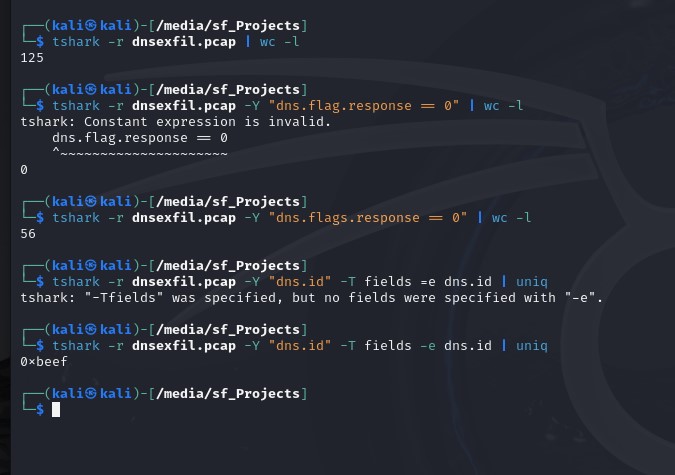 ┌──(kali㉿kali)-[/media/sf_Projects]
└─$ tshark -r dnsexfil.pcap | wc -l
125
┌──(kali㉿kali)-[/media/sf_Projects]
└─$ tshark -r dnsexfil.pcap -Y "dns.flag.response == 0" | wc -l
tshark: Constant expression is invalid.
    dns.flag.response == 0
    ^~~~~~~~~~~~~~~~~~~~~~
0
┌──(kali㉿kali)-[/media/sf_Projects]
└─$ tshark -r dnsexfil.pcap -Y "dns.flags.response == 0" | wc -l
56
┌──(kali㉿kali)-[/media/sf_Projects]
└─$ tshark -r dnsexfil.pcap -Y "dns.id" -T fields =e dns.id | uniq
tshark: "-Tfields" was specified, but no fields were specified with "-e".
┌──(kali㉿kali)-[/media/sf_Projects]
└─$ tshark -r dnsexfil.pcap -Y "dns.id" -T fields -e dns.id | uniq
0×beef
┌──(kali㉿kali)-[/media/sf_Projects]
└─$